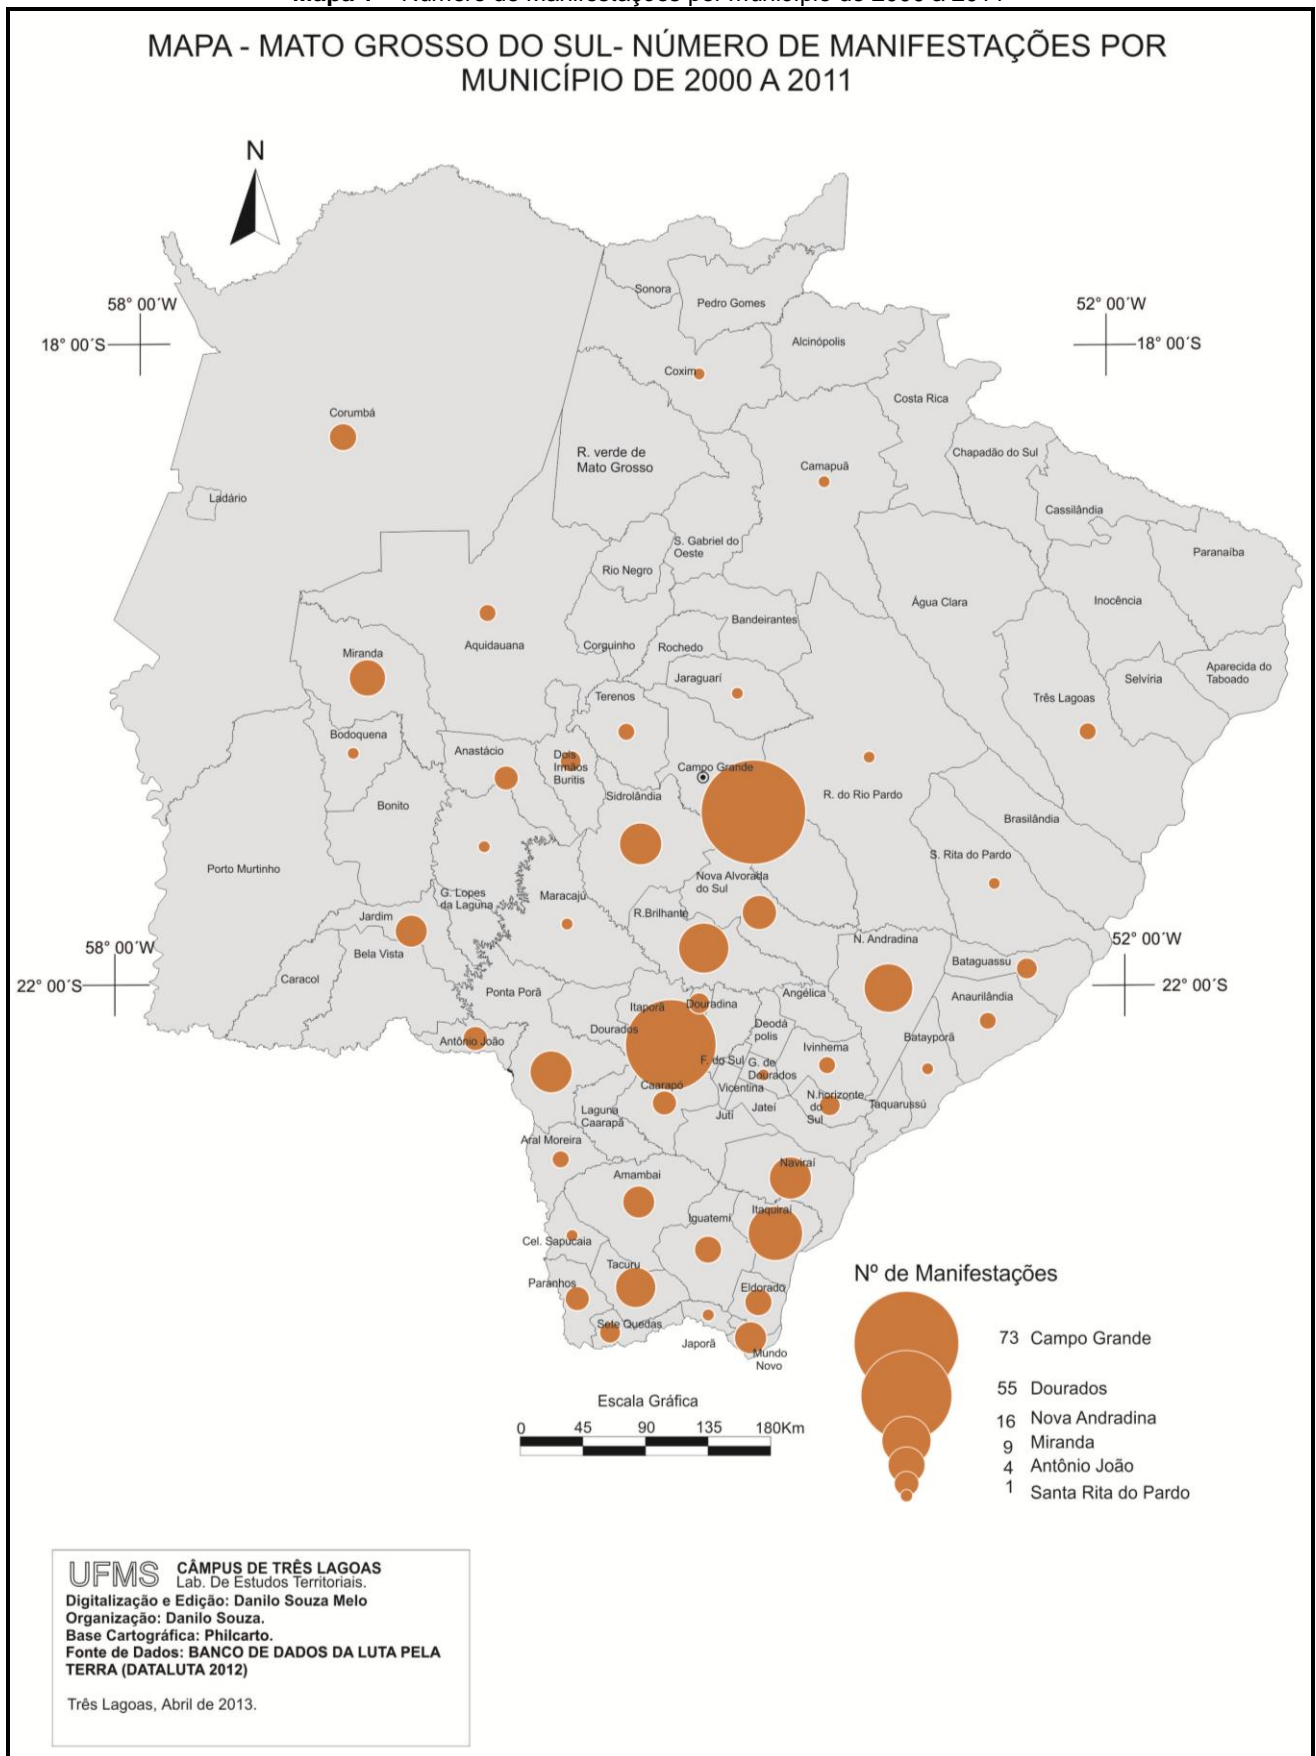 MAPA - MATO GROSSO DO SUL- NÚMERO DE MANIFESTAÇÕES POR
MUNICÍPIO DE 2000 A 2011
N
58° 00´W
52° 00´W
18° 00´S
18° 00´S
Sonora
Pedro Gomes
Alcinópolis
Coxim
Costa Rica
Corumbá
R. verde de
Mato Grosso
Camapuã
Chapadão do Sul
Ladário
Cassilândia
S. Gabriel do
Oeste
Paranaíba
Rio Negro
Água Clara
Inocência
Bandeirantes
Aquidauana
Corguinho
Rochedo
Miranda
Jaraguarí
Selvíria
Aparecida do
Taboado
Terenos
Três Lagoas
Bodoquena
Anastácio
Dois
Irmãos
Buritis
Campo Grande
Sidrolândia
R. do Rio Pardo
Bonito
Brasilândia
S. Rita do Pardo
Porto Murtinho
Nova Alvorada
do Sul
G. Lopes
da Laguna
Maracajú
Jardim
R.Brilhante
58° 00´W
N. Andradina
52° 00´W
Bela Vista
Bataguassu
Caracol
22° 00´S
22° 00´S
Ponta Porã
Angélica
Anaurilândia
Itaporã
Douradina
Dourados
Deodá
polis
Antônio João
Ivinhema
Batayporã
F. do Sul
G. de
Dourados
Caarapó
Vicentina
N.horizonte
do
Sul
Taquarussú
Laguna
Caarapã
Jutí
Jateí
Aral Moreira
Naviraí
Amambai
Itaquiraí
Iguatemi
Cel. Sapucaia
Tacuru
Paranhos
Eldorado
Sete Quedas
Japorã
Mundo
Novo
Nº de Manifestações
73 Campo Grande
55 Dourados
16 Nova Andradina
9 Miranda
4 Antônio João
1 Santa Rita do Pardo
Escala Gráfica
0 45 90 135 180Km
UFMS CÂMPUS DE TRÊS LAGOAS
Lab. De Estudos Territoriais.
Digitalização e Edição: Danilo Souza Melo
Organização: Danilo Souza.
Base Cartográfica: Philcarto.
Fonte de Dados: BANCO DE DADOS DA LUTA PELA
TERRA (DATALUTA 2012)
Três Lagoas, Abril de 2013.